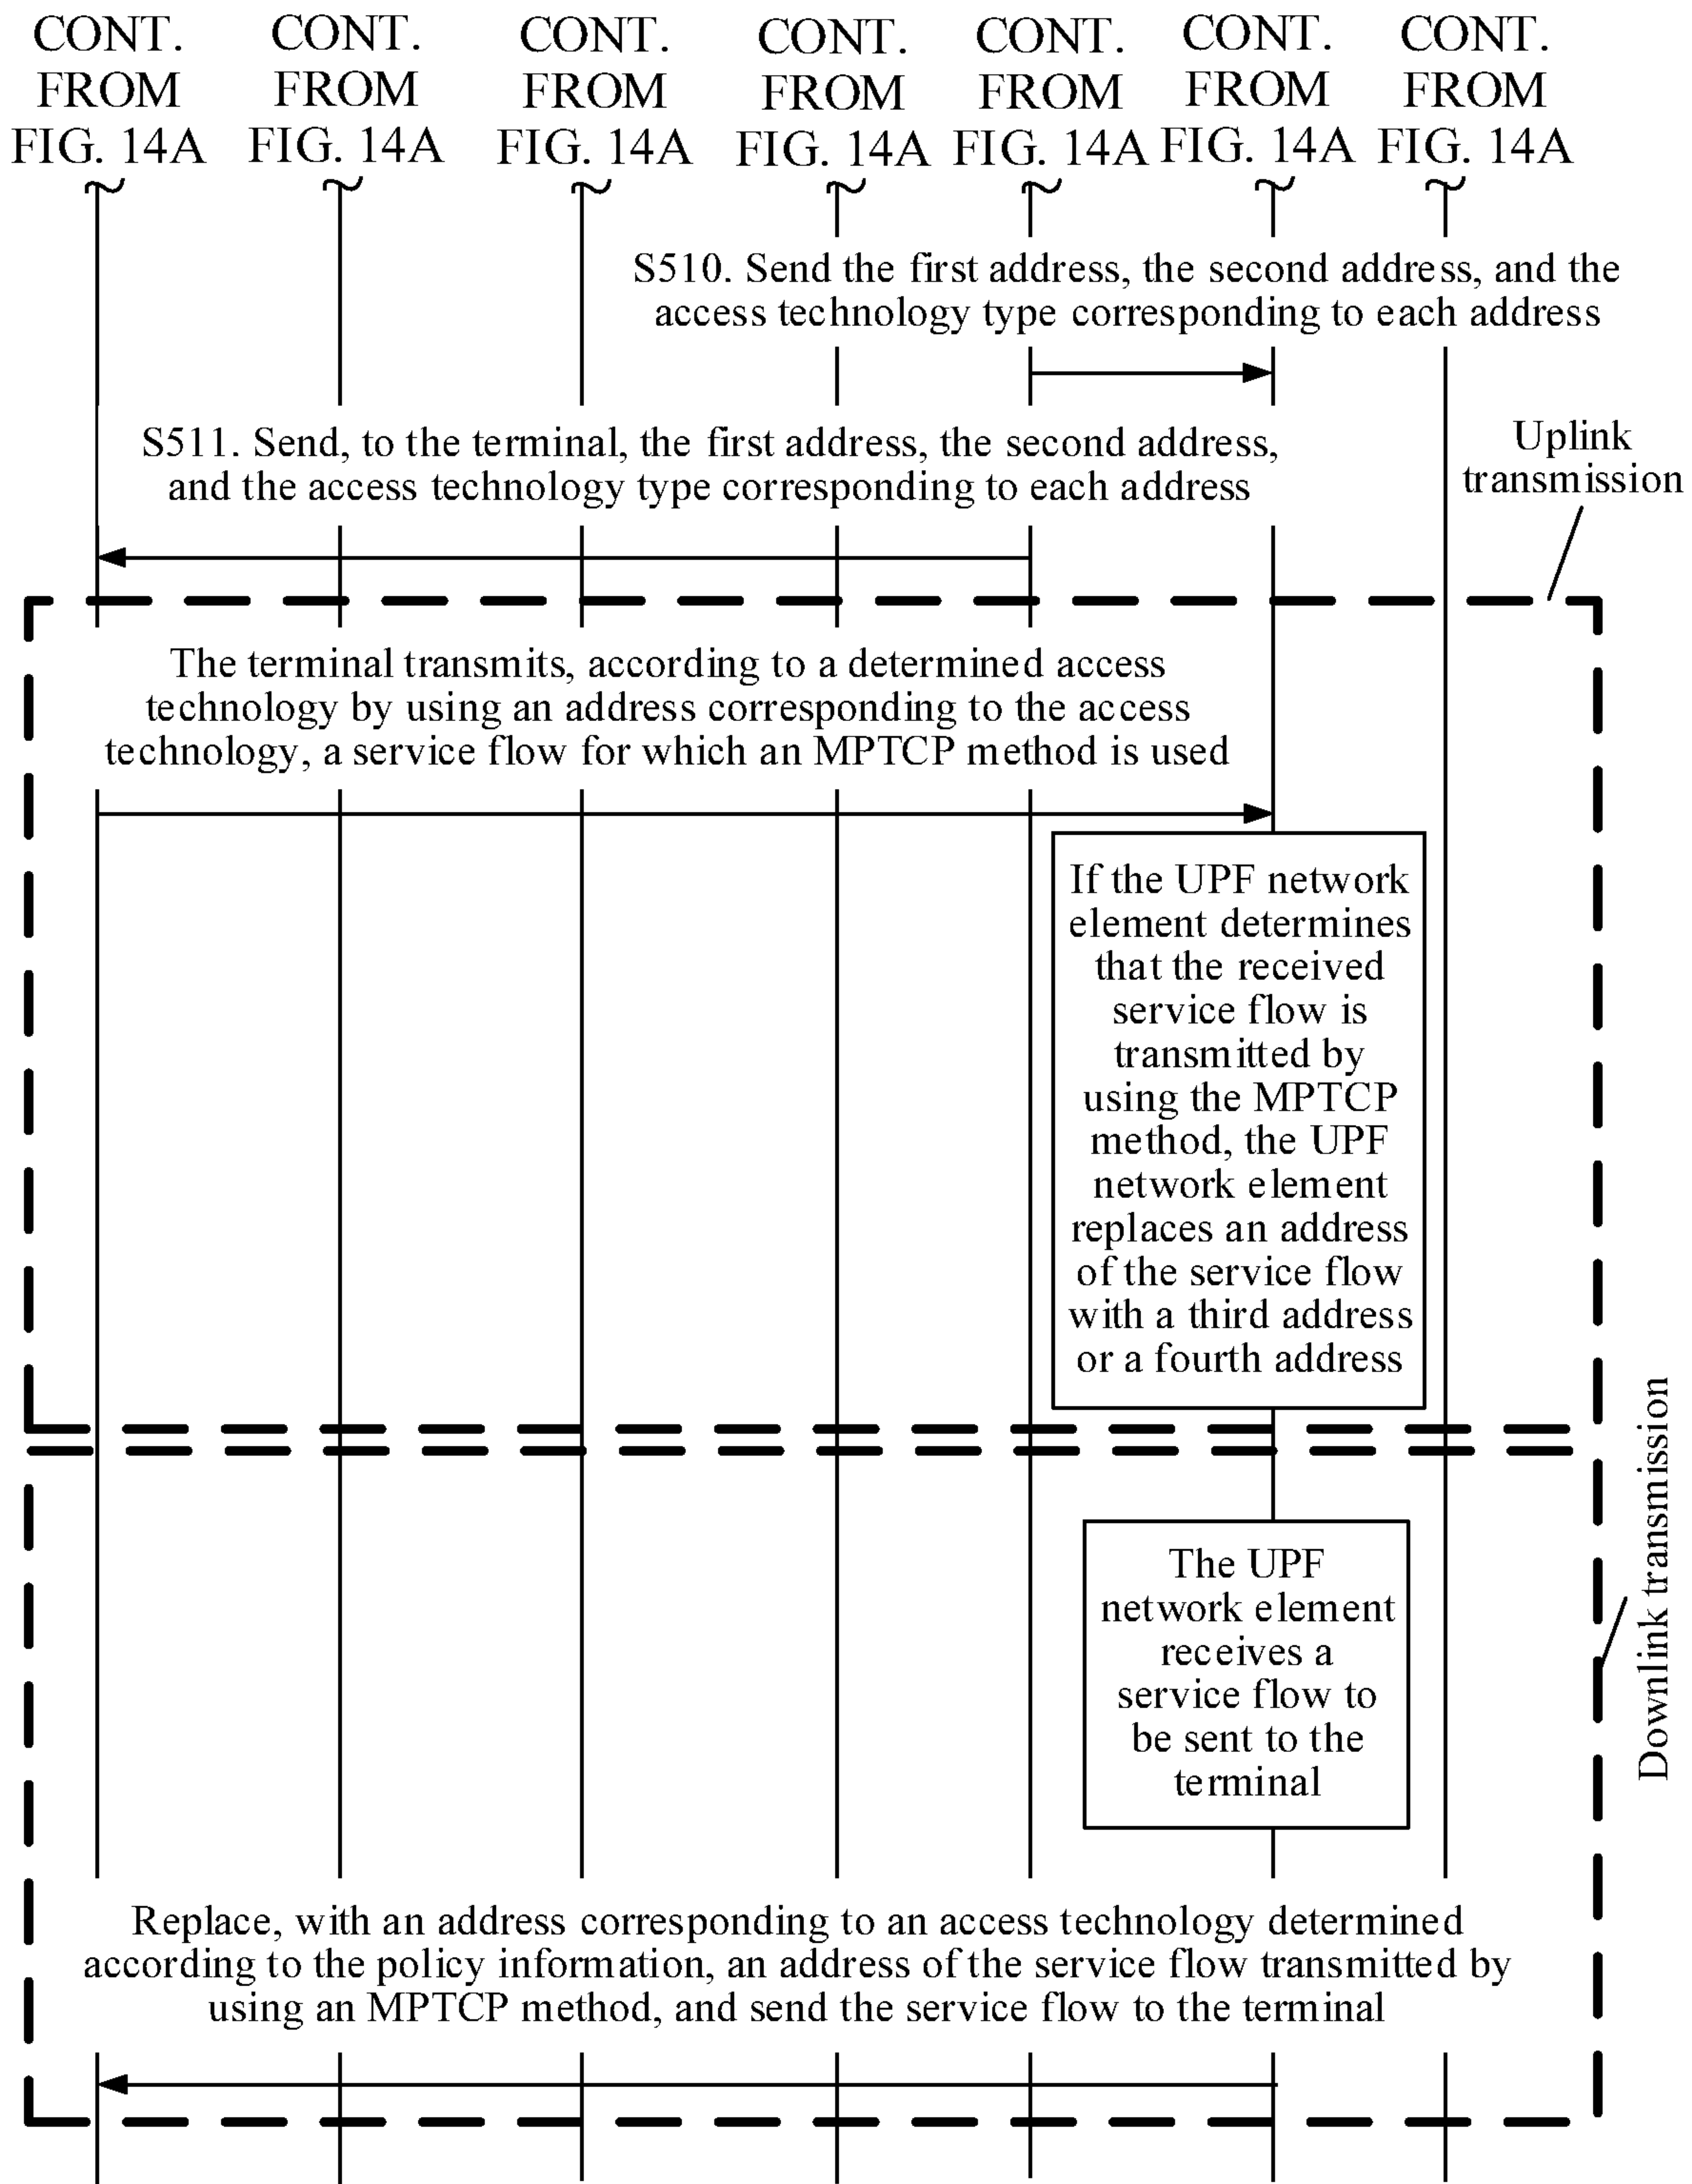 CONT. FROM FIG. 14A
CONT. FROM FIG. 14A
CONT. FROM FIG. 14A
CONT. FROM FIG. 14A
CONT. FROM FIG. 14A
CONT. FROM FIG. 14A
CONT. FROM FIG. 14A
S510. Send the first address, the second address, and the
access technology type corresponding to each address
S511. Send, to the terminal, the first address, the second address,
and the access technology type corresponding to each address
Uplink
transmission
The terminal transmits, according to a determined access
technology by using an address corresponding to the access
technology, a service flow for which an MPTCP method is used
If the UPF network
element determines
that the received
service flow is
transmitted by
using the MPTCP
method, the UPF
network element
replaces an address
of the service flow
with a third address
or a fourth address
Downlink transmission
The UPF
network element
receives a
service flow to
be sent to the
terminal
Replace, with an address corresponding to an access technology determined
according to the policy information, an address of the service flow transmitted by
using an MPTCP method, and send the service flow to the terminal